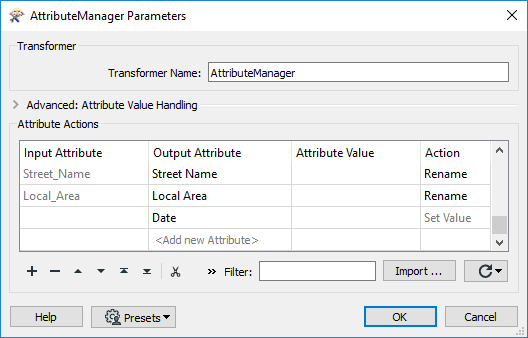 AttributeManager Parameters
Transformer
Transformer Name: AttributeManager
Advanced: Attribute Value Handling
Attribute Actions
Input Attribute Output Attribute Attribute Value Action
Street_Name Street Name Rename
Local_Area Local Area Rename
Date Set Value
<Add new Attribute>
Filter: Import ...
Help Presets OK Cancel